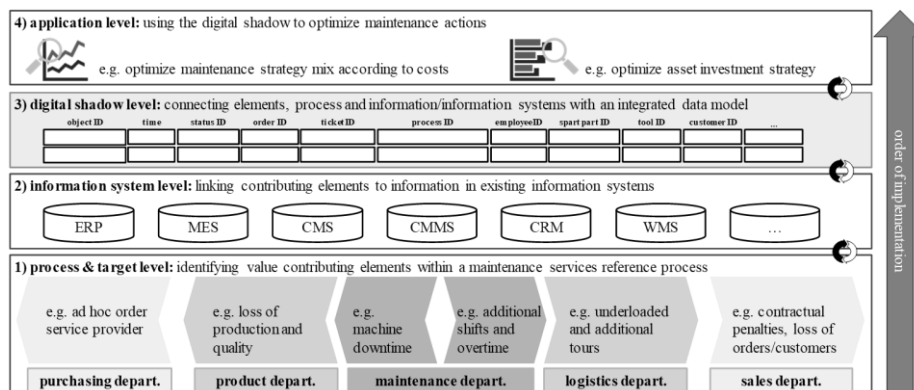 4) application level: using the digital shadow to optimize maintenance actions
e.g. optimize maintenance strategy mix according to costs
e.g. optimize asset investment strategy
3) digital shadow level: connecting elements, process and information/information systems with an integrated data model
object ID time status ID order ID ticket ID process ID employee ID spart part ID tool ID customer ID ...
2) information system level: linking contributing elements to information in existing information systems
ERP MES CMS CMMS CRM WMS ...
1) process & target level: identifying value contributing elements within a maintenance services reference process
e.g. ad hoc order
service provider
e.g. loss of
production and
quality
e.g.
machine
downtime
e.g. additional
shifts and
overtime
e.g. underloaded
and additional
tours
e.g. contractual
penalties, loss of
orders/customers
purchasing depart. product depart. maintenance depart. logistics depart. sales depart.
order of implementation